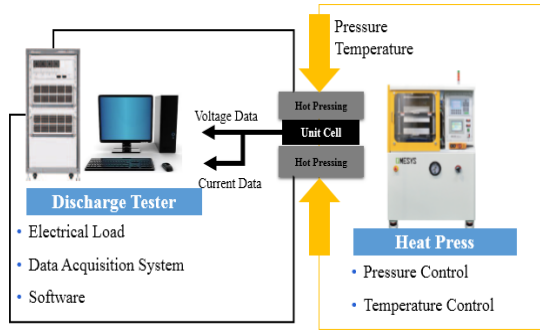 Pressure
Temperature
Hot Pressing
Voltage Data
Unit Cell
Hot Pressing
Current Data
MESYS
Discharge Tester
• Electrical Load
• Data Acquisition System
• Software
Heat Press
• Pressure Control
• Temperature Control